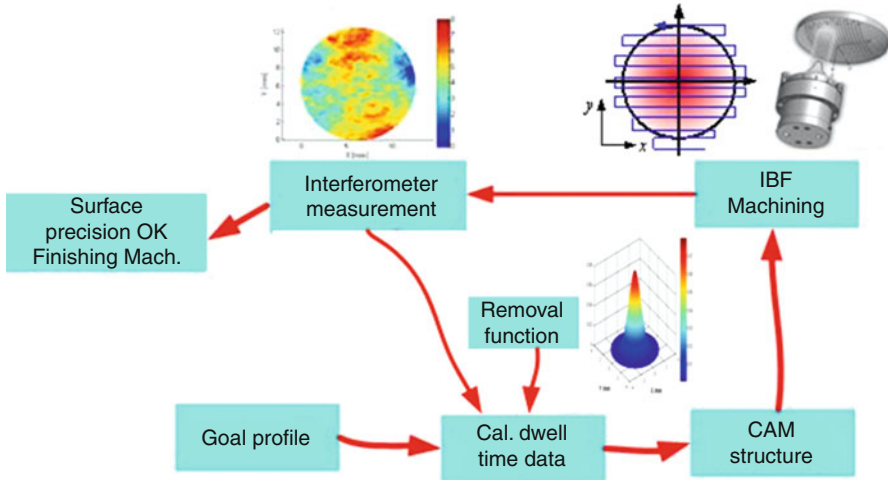 y
x
Interferometer
measurement
IBF
Machining
Surface
precision OK
Finishing Mach.
Removal
function
Goal profile
Cal. dwell
time data
CAM
structure